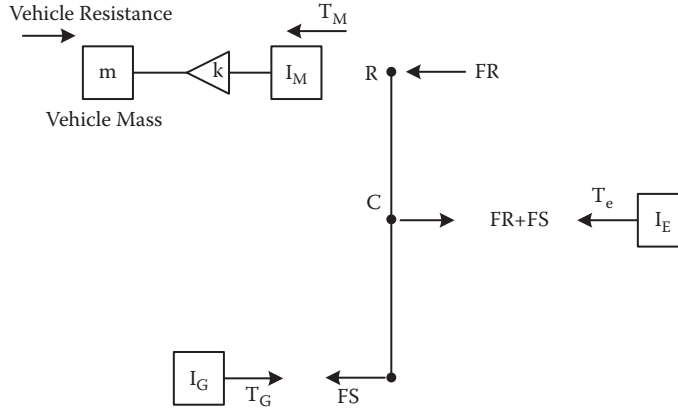 Vehicle Resistance
T_M
m
k
I_M
R
FR
Vehicle Mass
C
FR+FS
T_e
I_E
I_G
T_G
FS